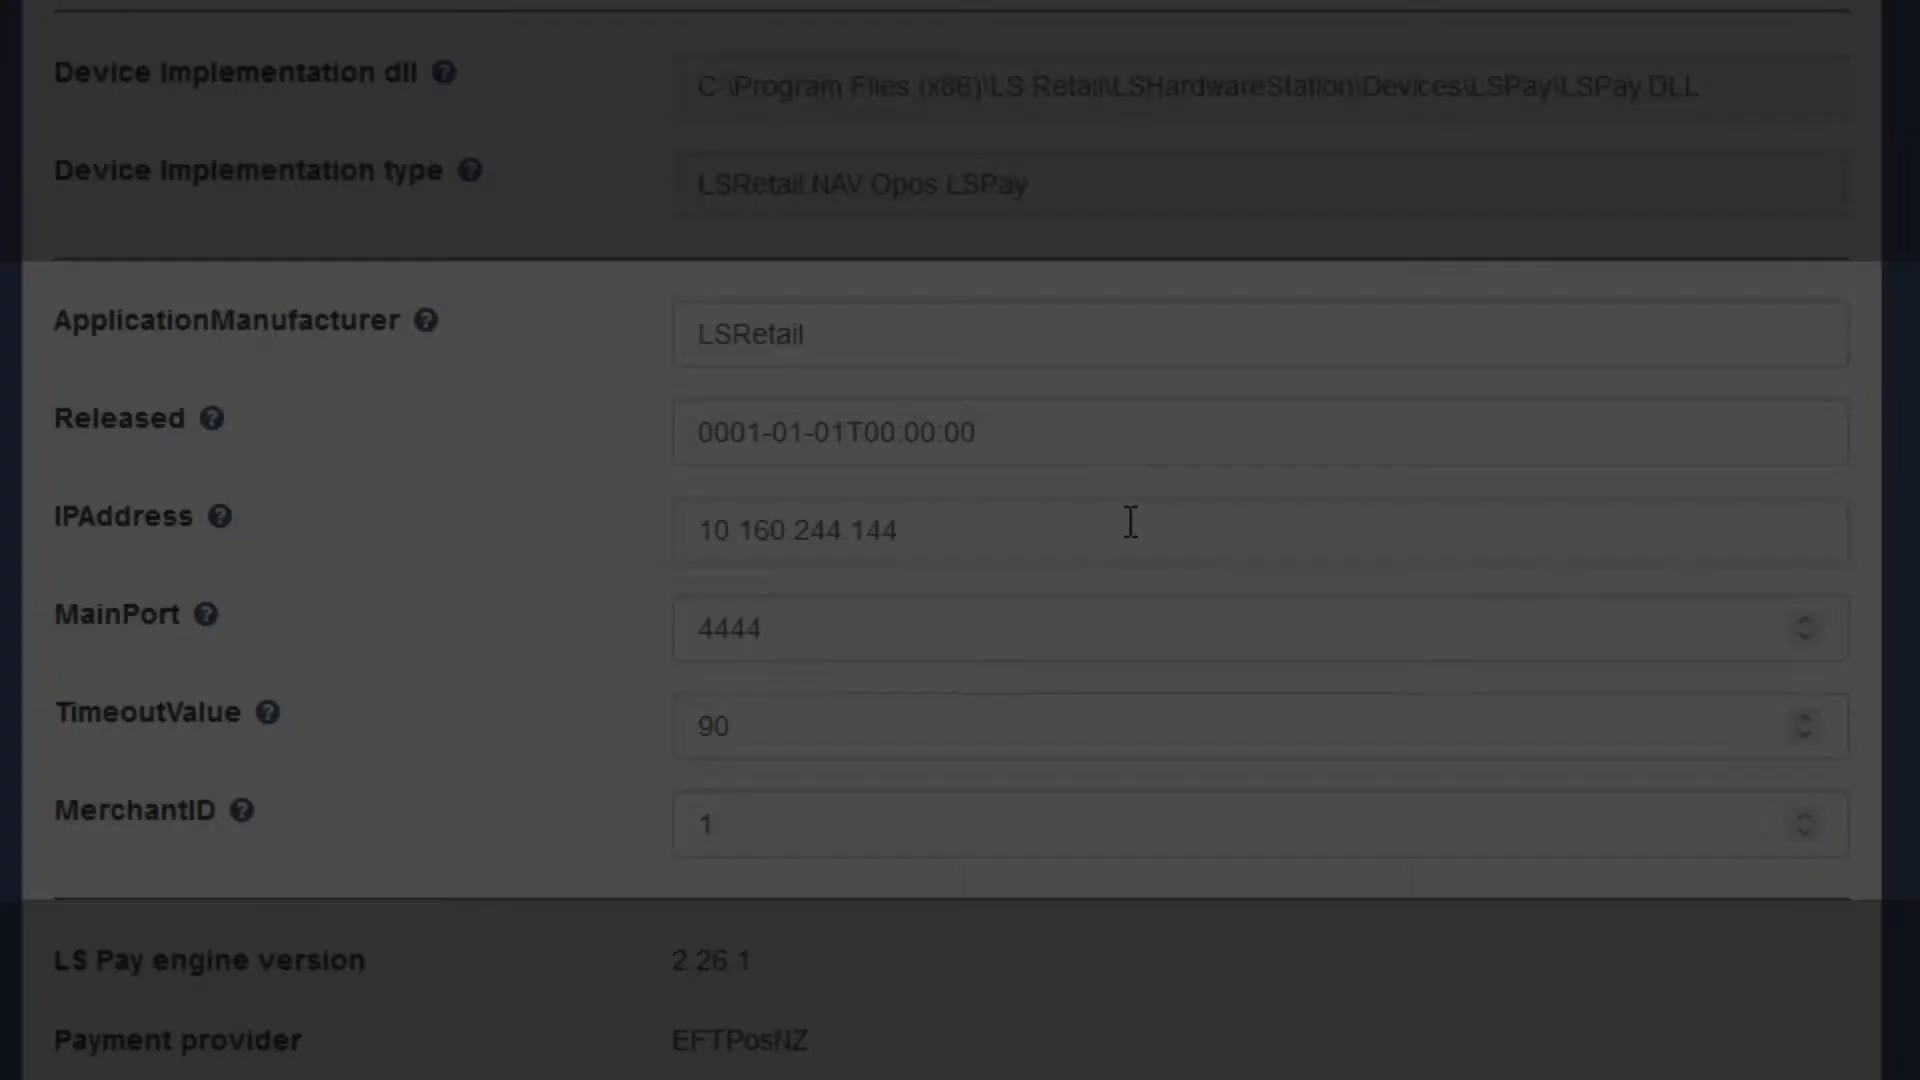 Device Implementation dll
C:\Program Files (x86)\LS Retail\LSHardwareStation\Devices\LSPay\LSPay.DLL
Device Implementation type
LSRetail.NAV.Opos.LSPay
ApplicationManufacturer
LSRetail
Released
0001-01-01T00:00:00
IPAddress
10.160.244.144
MainPort
4444
TimeoutValue
90
MerchantID
1
LS Pay engine version
2.26.1
Payment provider
EFTPosNZ